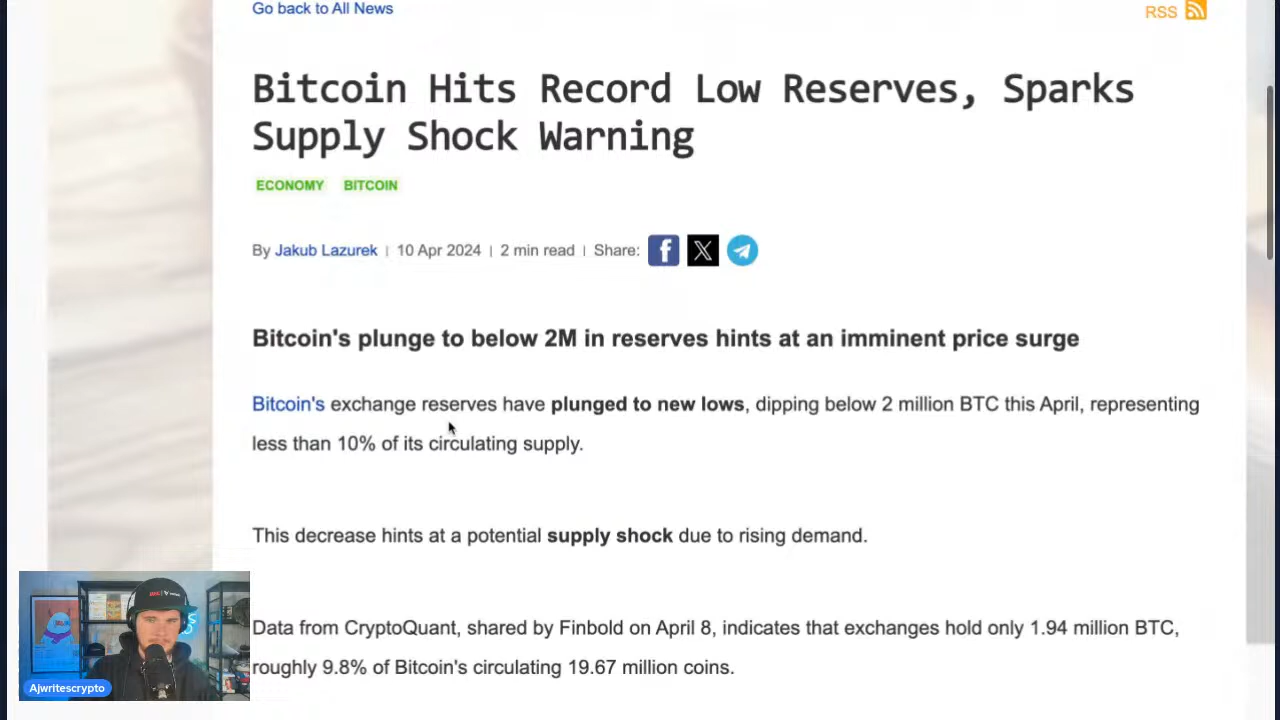 Go back to All News
RSS
Bitcoin Hits Record Low Reserves, Sparks
Supply Shock Warning
ECONOMY BITCOIN
By Jakub Lazurek | 10 Apr 2024 | 2 min read | Share:
Bitcoin's plunge to below 2M in reserves hints at an imminent price surge
Bitcoin's exchange reserves have plunged to new lows, dipping below 2 million BTC this April, representing
less than 10% of its circulating supply.
This decrease hints at a potential supply shock due to rising demand.
Data from CryptoQuant, shared by Finbold on April 8, indicates that exchanges hold only 1.94 million BTC,
roughly 9.8% of Bitcoin's circulating 19.67 million coins.
Ajwritescrypto